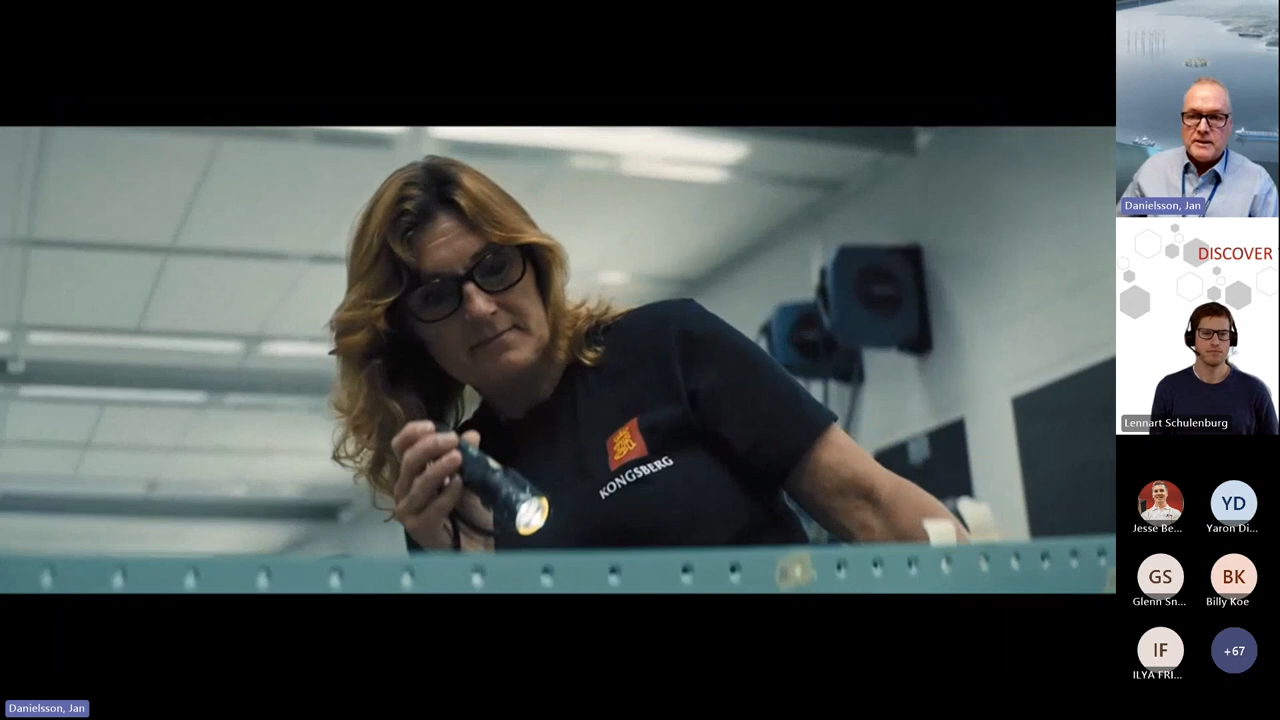 KONGSBERG
Danielsson, Jan
Danielsson, Jan
DISCOVER
Lennart Schulenburg
Jesse Be...
YD
Yaron Di...
GS
Glenn Sn...
BK
Billy Koe
IF
ILYA FRI...
+67